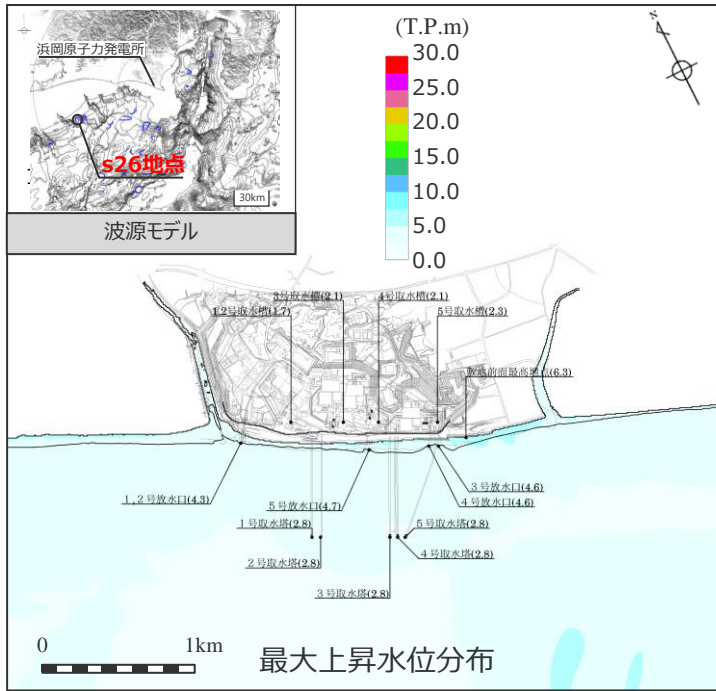 浜岡原子力発電所
s26地点
30km
波源モデル
(T.P.m)
30.0
25.0
20.0
15.0
10.0
5.0
0.0
N
3号取水槽(2.1)
4号取水槽(2.1)
1,2号取水槽(1.7)
5号取水槽(2.3)
敷地前面最高地点(6.3)
1,2号放水口(4.3)
5号放水口(4.7)
3号放水口(4.6)
4号放水口(4.6)
1号取水塔(2.8)
2号取水塔(2.8)
3号取水塔(2.8)
5号取水塔(2.8)
4号取水塔(2.8)
0 1km
最大上昇水位分布